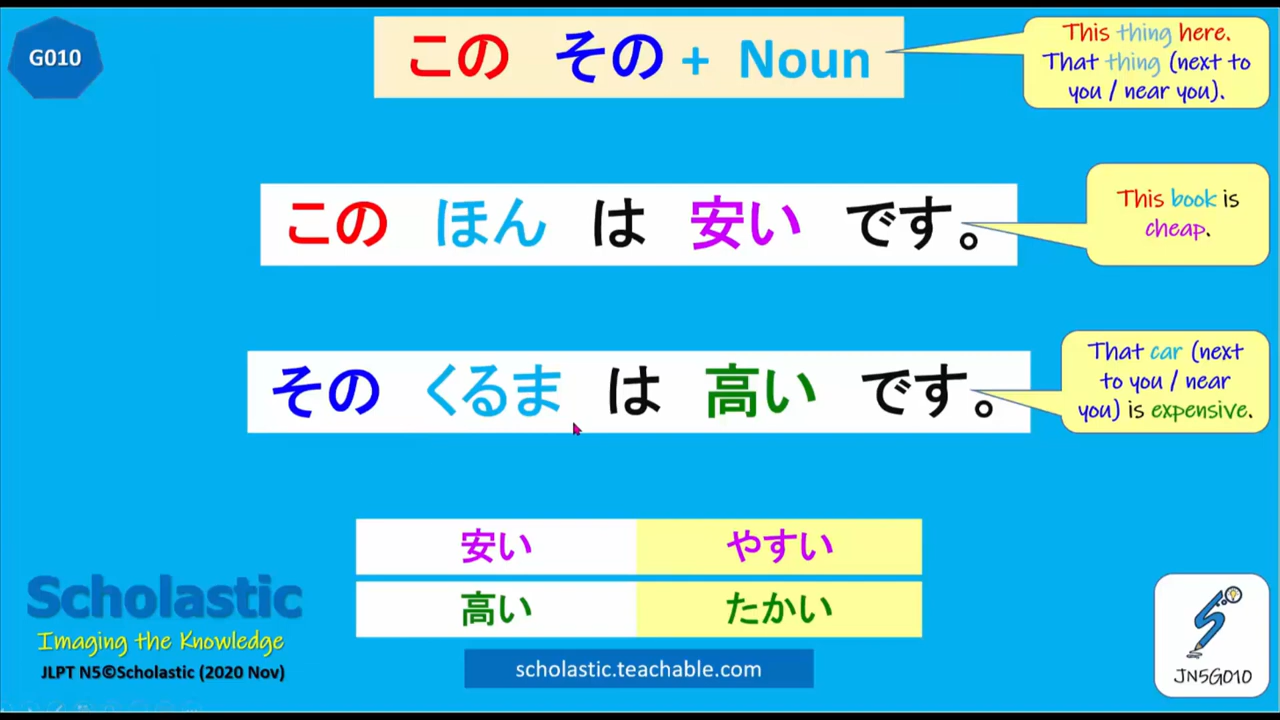 G010
この その + Noun
This thing here.
That thing (next to
you / near you).
この ほん は 安い です。
This book is
cheap.
その くるま は 高い です。
That car (next
to you / near
you) is expensive.
安い やすい
高い たかい
Scholastic
Imaging the Knowledge
JLPT N5©Scholastic (2020 Nov)
scholastic.teachable.com
JN5G010